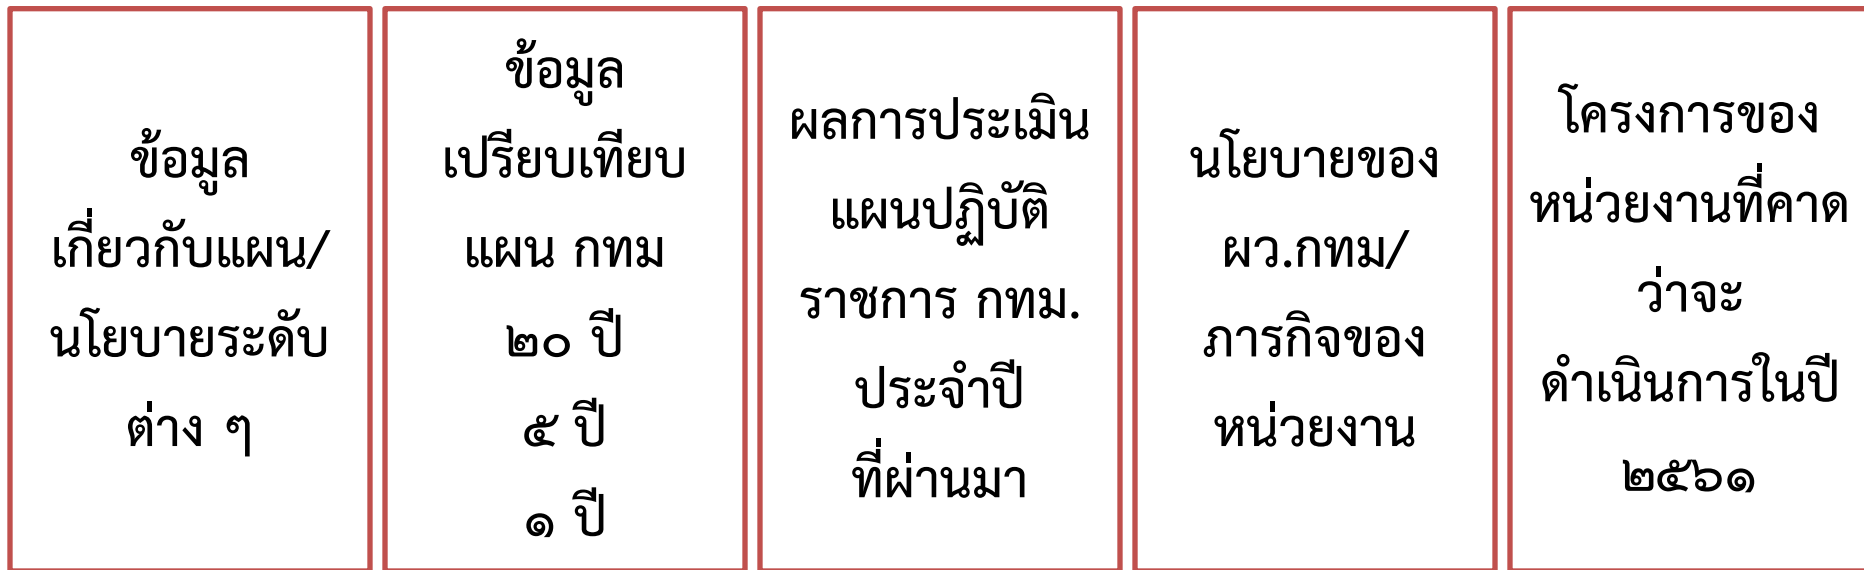 ข้อมูล
เกี่ยวกับแผน/
นโยบายระดับ
ต่าง ๆ
ข้อมูล
เปรียบเทียบ
แผน กทม
๒๐ ปี
๕ ปี
๑ ปี
ผลการประเมิน
แผนปฏิบัติ
ราชการ กทม.
ประจำปี
ที่ผ่านมา
นโยบายของ
ผว.กทม/
ภารกิจของ
หน่วยงาน
โครงการของ
หน่วยงานที่คาด
ว่าจะ
ดำเนินการในปี
๒๕๖๑